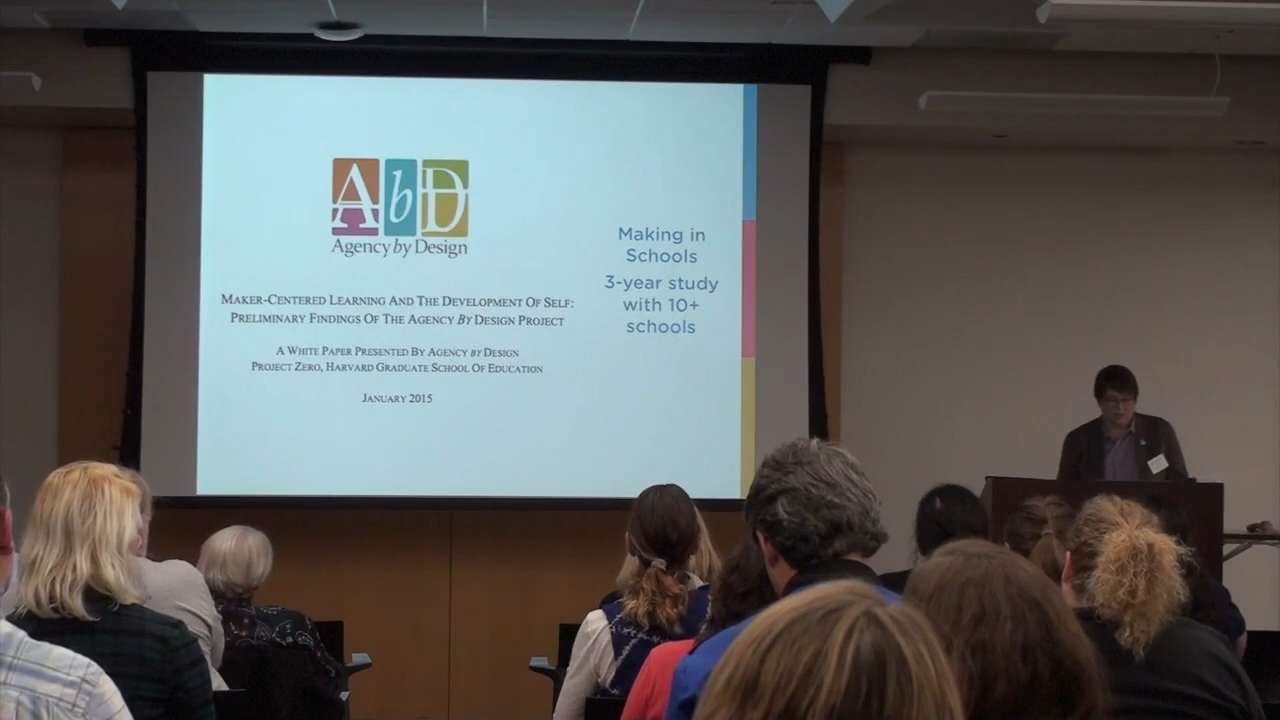 AbD
Agency by Design
MAKER-CENTERED LEARNING AND THE DEVELOPMENT OF SELF:
PRELIMINARY FINDINGS OF THE AGENCY BY DESIGN PROJECT
A WHITE PAPER PRESENTED BY AGENCY BY DESIGN
PROJECT ZERO, HARVARD GRADUATE SCHOOL OF EDUCATION
JANUARY 2015
Making in
Schools
3-year study
with 10+
schools